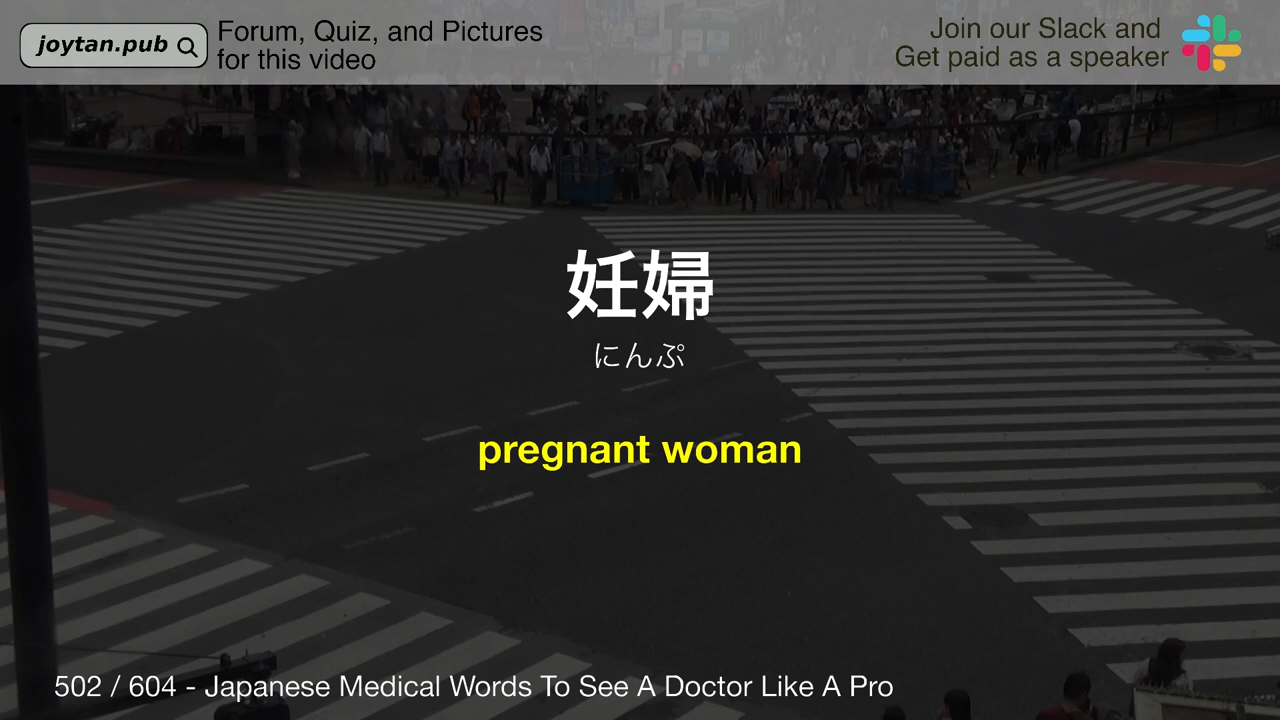 joytan.pub
Forum, Quiz, and Pictures
for this video
Join our Slack and
Get paid as a speaker
妊婦
にんぷ
pregnant woman
502 / 604 - Japanese Medical Words To See A Doctor Like A Pro